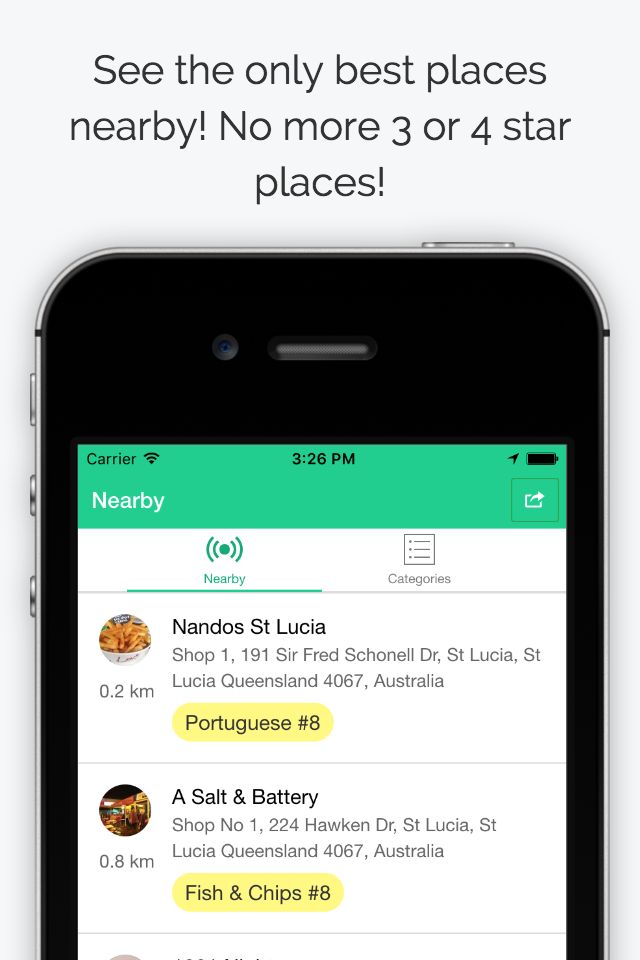 See the only best places
nearby! No more 3 or 4 star
places!
Carrier
3:26 PM
Nearby
Nearby
Categories
Nandos St Lucia
Shop 1, 191 Sir Fred Schonell Dr, St Lucia, St
Lucia Queensland 4067, Australia
0.2 km
Portuguese #8
A Salt & Battery
Shop No 1, 224 Hawken Dr, St Lucia, St
Lucia Queensland 4067, Australia
0.8 km
Fish & Chips #8